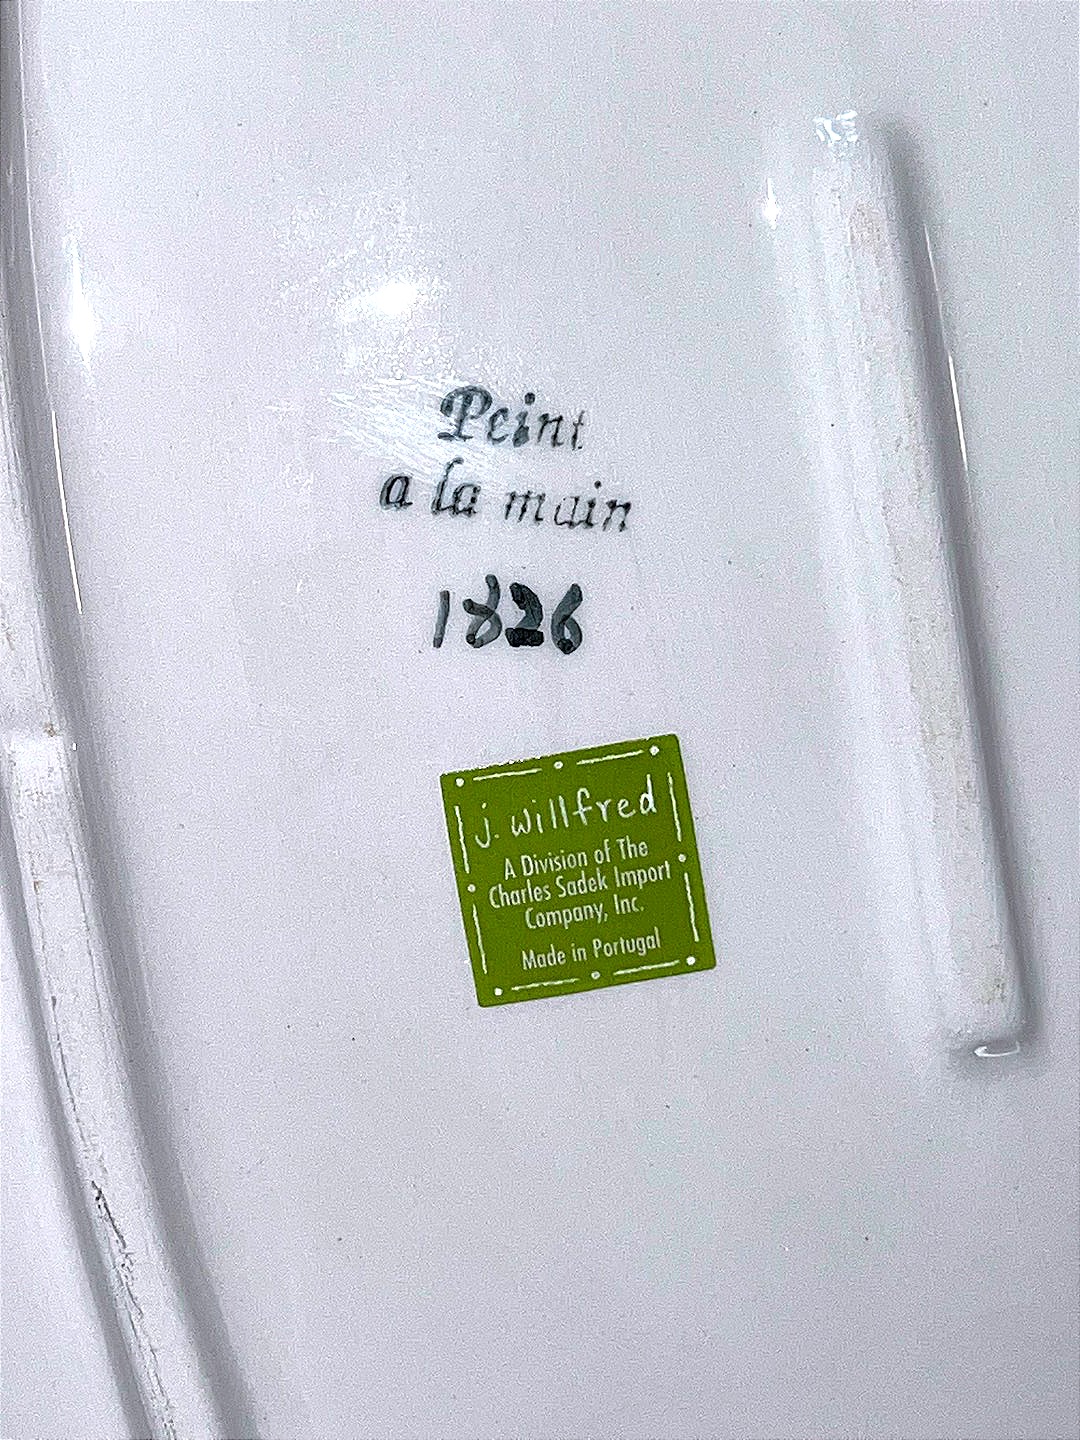 Peint
a la main
1826
j. willfred
A Division of The
Charles Sadek Import
Company, Inc.
Made in Portugal